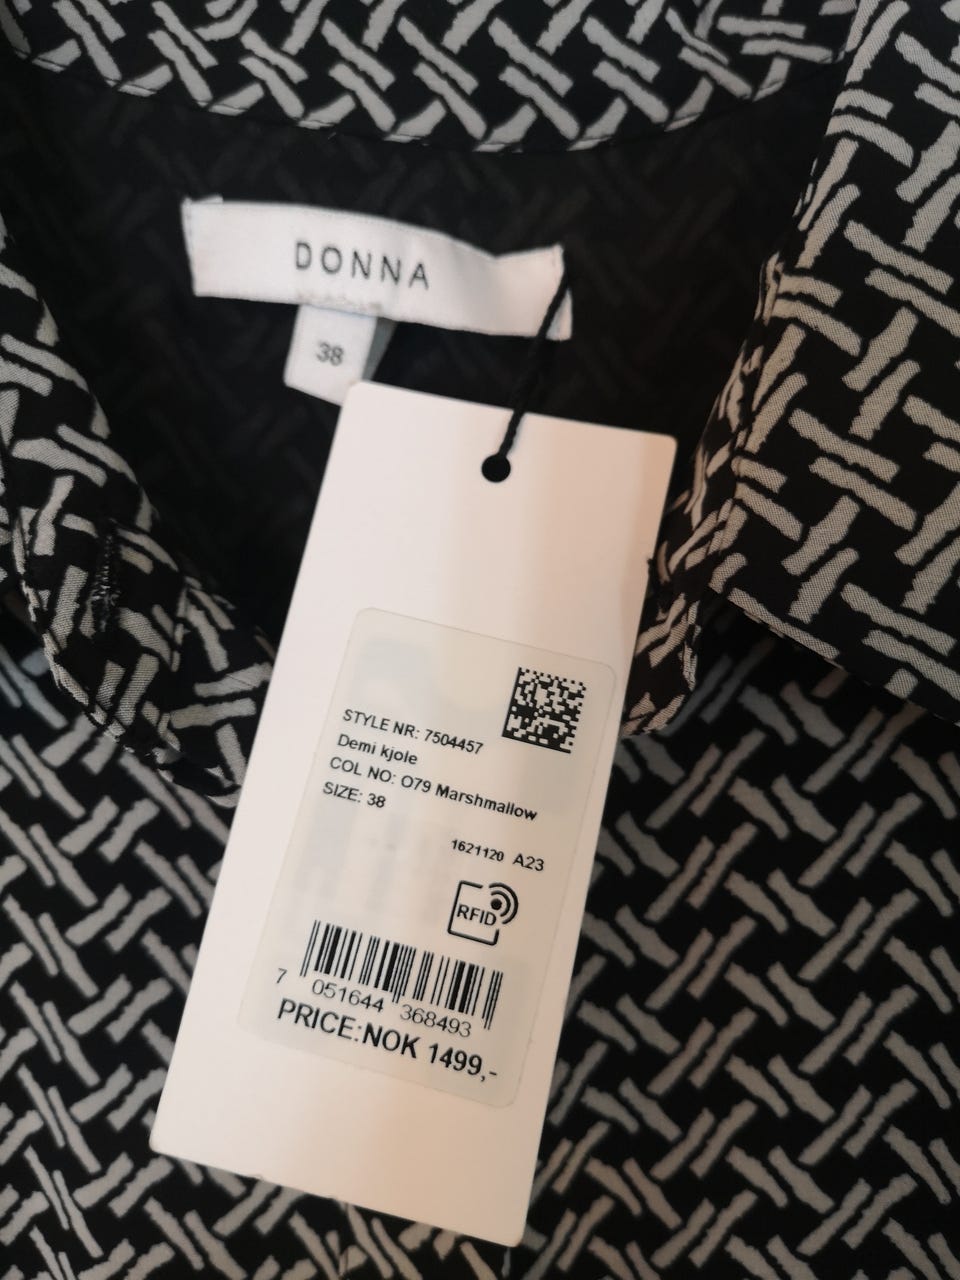 DONNA
38
STYLE NR: 7504457
Demi kjole
COL NO: O79 Marshmallow
SIZE: 38
1621120 A23
RFID
7 051644 368493
PRICE:NOK 1499,-